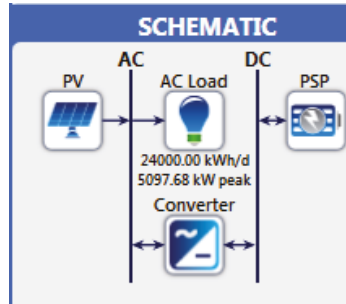 SCHEMATIC
AC DC
PV AC Load PSP
24000.00 kWh/d
5097.68 kW peak
Converter